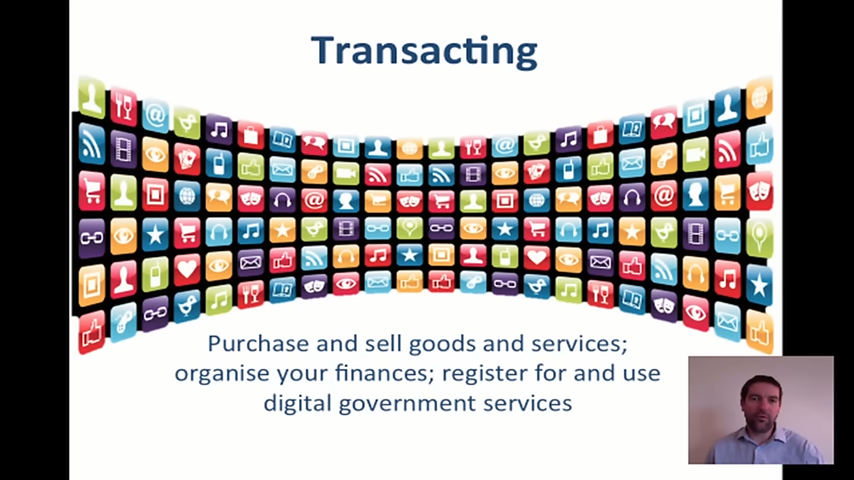 Transacting
Purchase and sell goods and services;
organise your finances; register for and use
digital government services